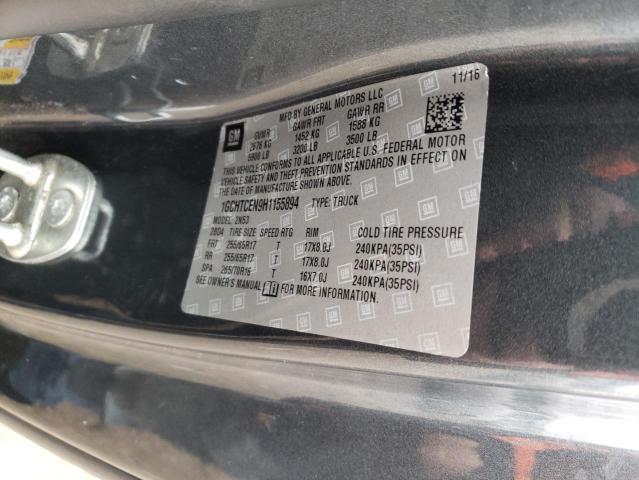 11/16
MFD BY GENERAL MOTORS LLC
GVWR GAWR FRT GAWR RR
2676 KG 1452 KG 1588 KG
5900 LB 3200 LB 3500 LB
THIS VEHICLE CONFORMS TO ALL APPLICABLE U.S. FEDERAL MOTOR
VEHICLE SAFETY AND THEFT PREVENTION STANDARDS IN EFFECT ON
THE DATE OF MANUFACTURE SHOWN ABOVE.
1GCHTCEN9H1155894 TYPE: TRUCK
MODEL: 2N53
2804 TIRE SIZE SPEED RTG RIM COLD TIRE PRESSURE
FRT 255/65R17 T 17X8.0J 240KPA(35PSI)
RR 255/65R17 T 17X8.0J 240KPA(35PSI)
SPA 265/70R16 T 16X7.0J 240KPA(35PSI)
SEE OWNER'S MANUAL FOR MORE INFORMATION.
GM